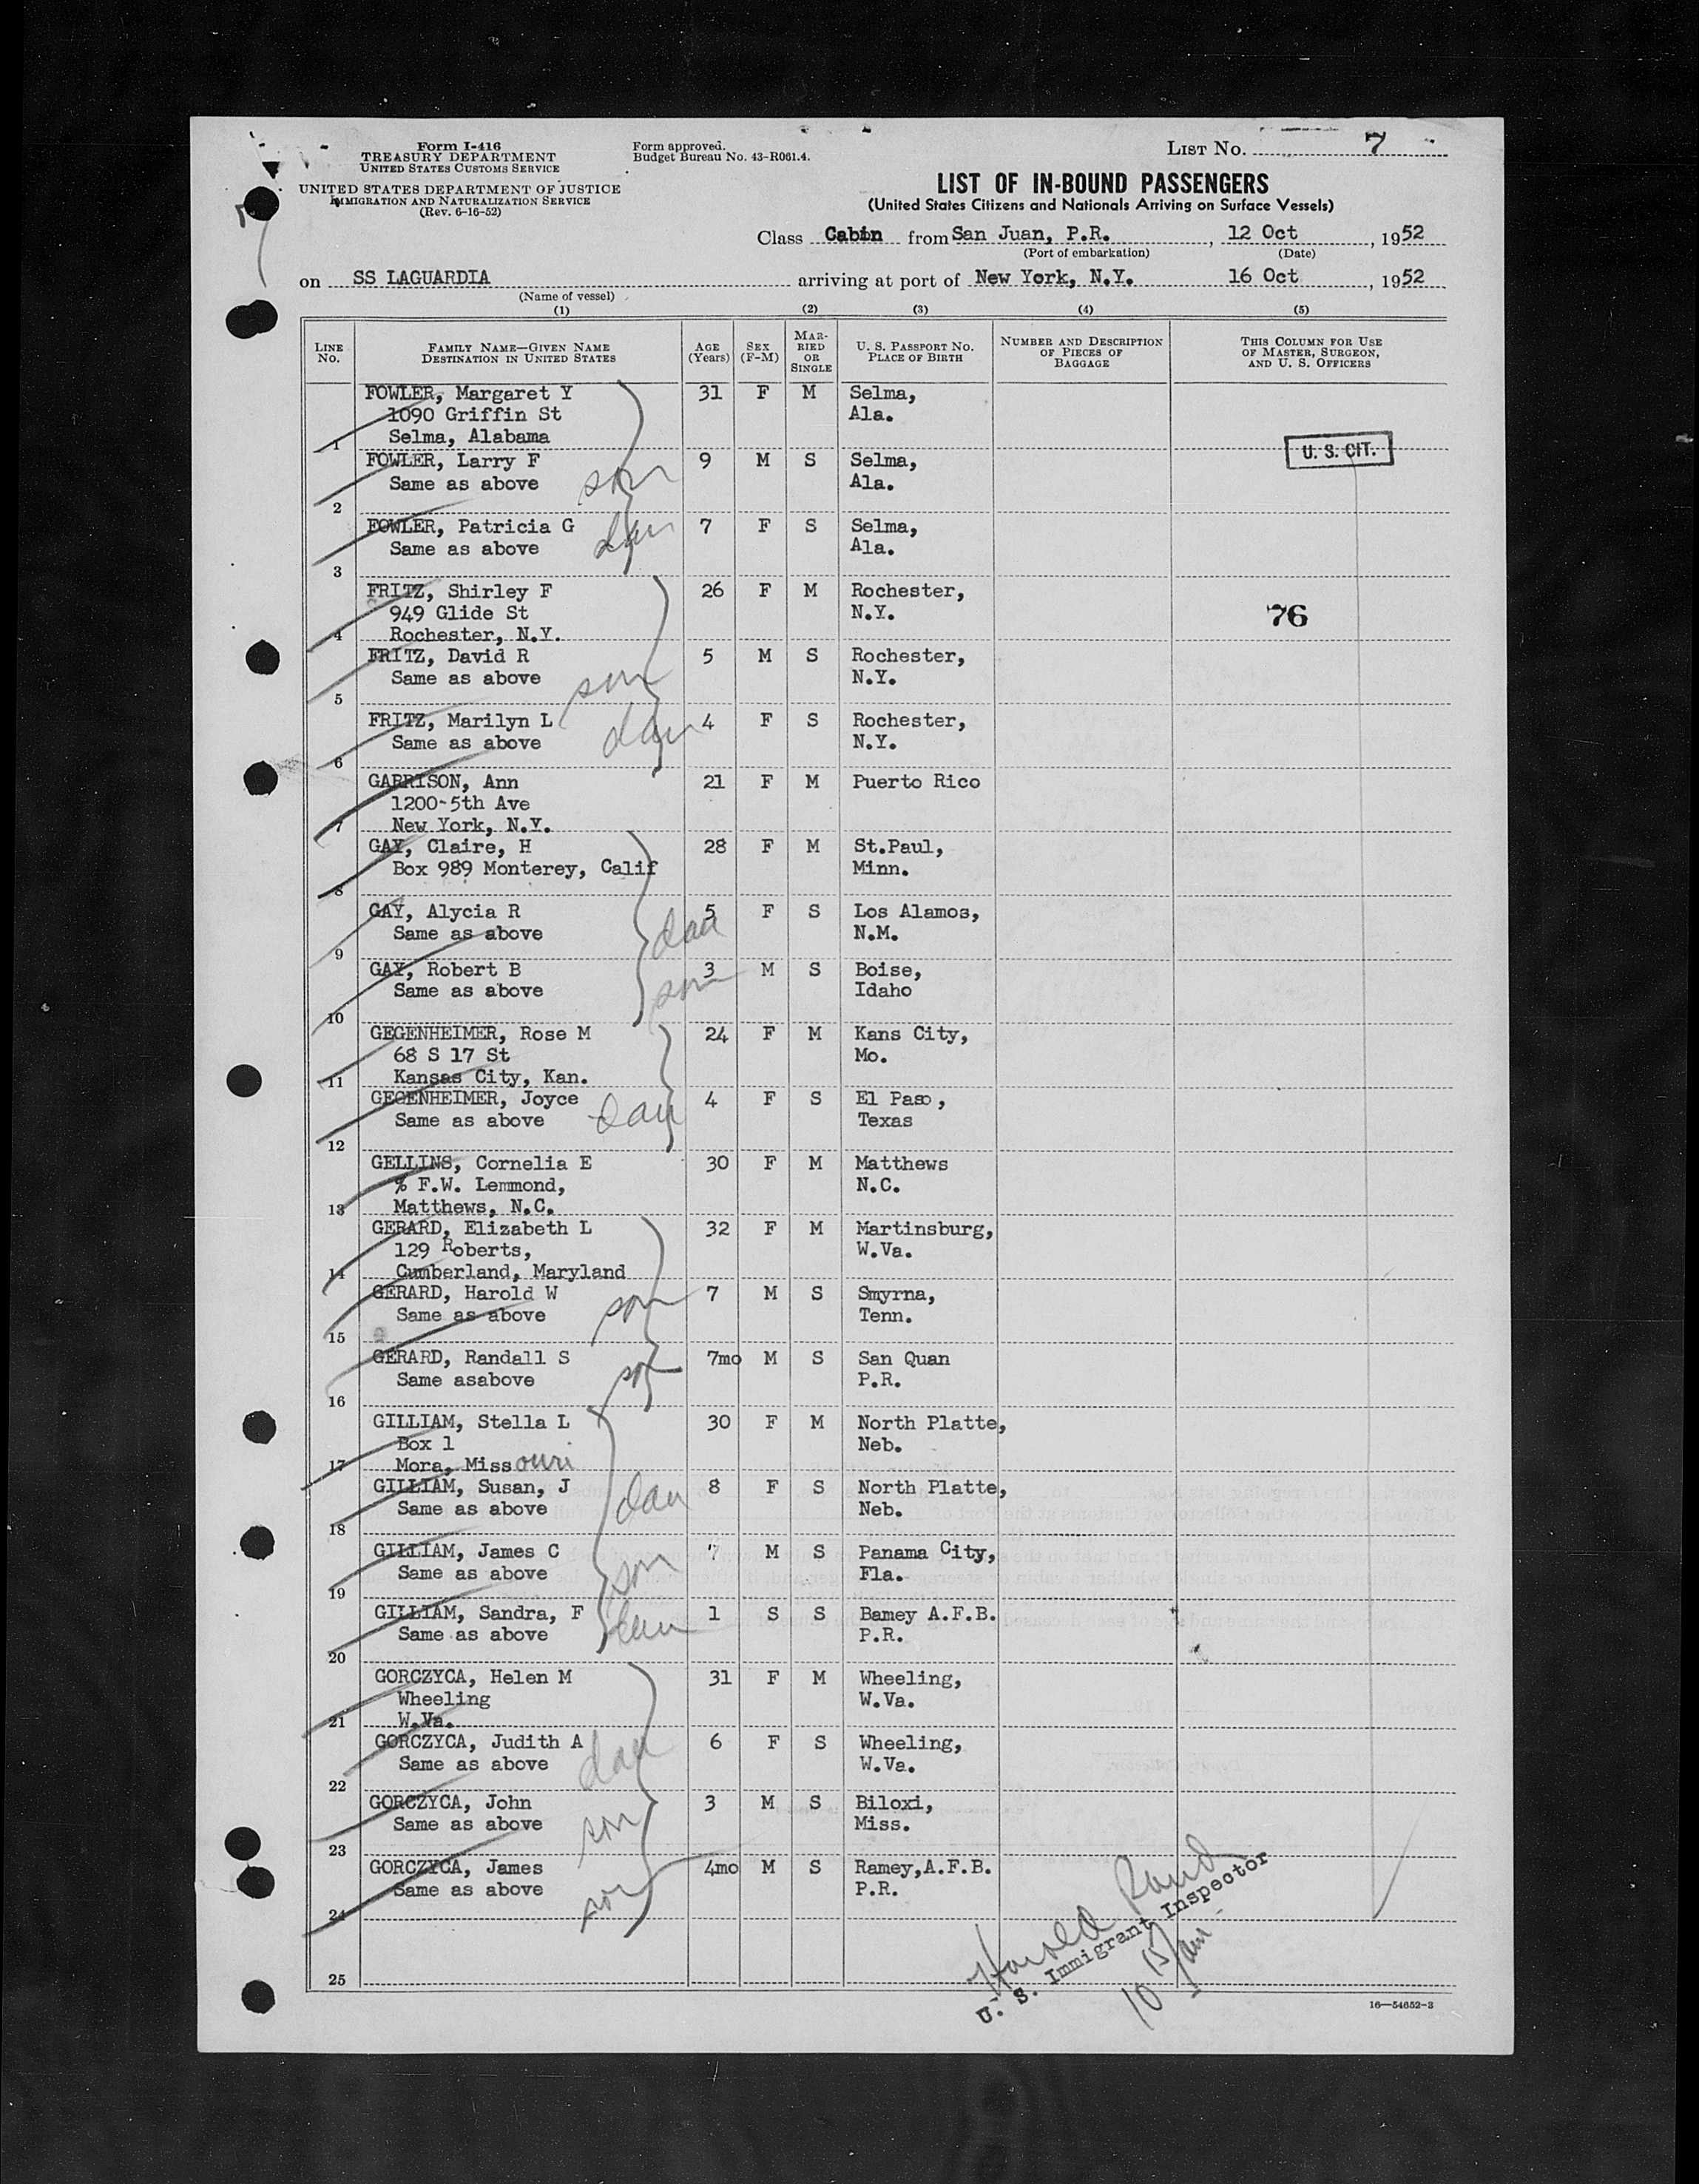 Form I-416
TREASURY DEPARTMENT
UNITED STATES CUSTOMS SERVICE
UNITED STATES DEPARTMENT OF JUSTICE
IMMIGRATION AND NATURALIZATION SERVICE
(Rev. 6-16-52)
Form approved.
Budget Bureau No. 43-R061.4.
LIST NO. 7
LIST OF IN-BOUND PASSENGERS
(United States Citizens and Nationals Arriving on Surface Vessels)
Class Cabin from San Juan, P.R., 12 Oct, 1952
(Port of embarkation) (Date)
on SS LAGUARDIA arriving at port of New York, N.Y. 16 Oct, 1952
(Name of vessel)
(1) (2) (3) (4) (5)
LINE NO.
FAMILY NAME—GIVEN NAME
DESTINATION IN UNITED STATES
AGE (Years)
SEX (F-M)
MARRIED OR SINGLE
U. S. PASSPORT NO.
PLACE OF BIRTH
NUMBER AND DESCRIPTION OF PIECES OF BAGGAGE
THIS COLUMN FOR USE OF MASTER, SURGEON, AND U. S. OFFICERS
FOWLER, Margaret Y 31 F M Selma,
1090 Griffin St Ala.
1 Selma, Alabama
U. S. CIT.
FOWLER, Larry F son 9 M S Selma,
Same as above Ala.
2
FOWLER, Patricia G dau 7 F S Selma,
Same as above Ala.
3
FRITZ, Shirley F 26 F M Rochester,
949 Glide St N.Y. 76
4 Rochester, N.Y.
FRITZ, David R son 5 M S Rochester,
Same as above N.Y.
5
FRITZ, Marilyn L dau 4 F S Rochester,
Same as above N.Y.
6
GARRISON, Ann 21 F M Puerto Rico
1200-5th Ave
7 New York, N.Y.
GAY, Claire, H 28 F M St.Paul,
Box 989 Monterey, Calif Minn.
8
GAY, Alycia R dau 5 F S Los Alamos,
Same as above N.M.
9
GAY, Robert B son 3 M S Boise,
Same as above Idaho
10
GEGENHEIMER, Rose M 24 F M Kans City,
68 S 17 St Mo.
11 Kansas City, Kan.
GEGENHEIMER, Joyce dau 4 F S El Paso,
Same as above Texas
12
GELLINS, Cornelia E 30 F M Matthews
% F.W. Lemmond, N.C.
13 Matthews, N.C.
GERARD, Elizabeth L 32 F M Martinsburg,
129 Roberts, W.Va.
14 Cumberland, Maryland
GERARD, Harold W son 7 M S Smyrna,
Same as above Tenn.
15
GERARD, Randall S son 7mo M S San Quan
Same asabove P.R.
16
GILLIAM, Stella L 30 F M North Platte,
Box 1 Neb.
17 Mora, Missouri
GILLIAM, Susan, J dau 8 F S North Platte,
Same as above Neb.
18
GILLIAM, James C son 7 M S Panama City,
Same as above Fla.
19
GILLIAM, Sandra, F dau 1 S S Bamey A.F.B.
Same as above P.R.
20
GORCZYCA, Helen M 31 F M Wheeling,
Wheeling W.Va.
21 W.Va.
GORCZYCA, Judith A dau 6 F S Wheeling,
Same as above W.Va.
22
GORCZYCA, John son 3 M S Biloxi,
Same as above Miss.
23
GORCZYCA, James son 4mo M S Ramey,A.F.B.
Same as above P.R.
24
25
Harold Rand
U. S. Immigrant Inspector
10 15/am
16—54652-3